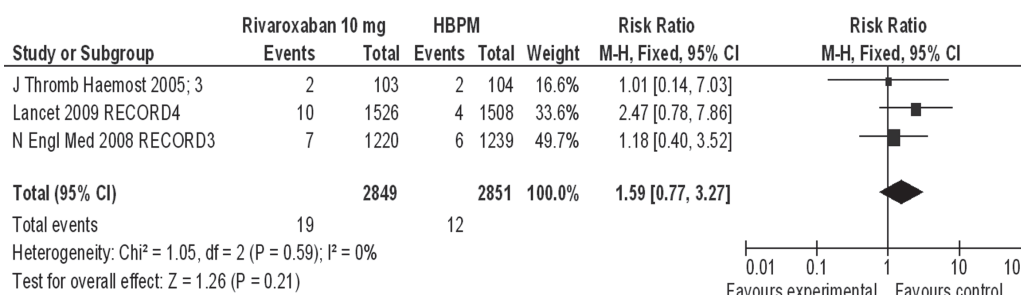 Rivaroxaban 10 mg HBPM Risk Ratio Risk Ratio
Study or Subgroup Events Total Events Total Weight M-H, Fixed, 95% CI M-H, Fixed, 95% CI
J Thromb Haemost 2005; 3 2 103 2 104 16.6% 1.01 [0.14, 7.03]
Lancet 2009 RECORD4 10 1526 4 1508 33.6% 2.47 [0.78, 7.86]
N Engl Med 2008 RECORD3 7 1220 6 1239 49.7% 1.18 [0.40, 3.52]
Total (95% CI) 2849 2851 100.0% 1.59 [0.77, 3.27]
Total events 19 12
Heterogeneity: Chi² = 1.05, df = 2 (P = 0.59); I² = 0%
Test for overall effect: Z = 1.26 (P = 0.21)
0.01 0.1 1 10 10
Favours experimental Favours control